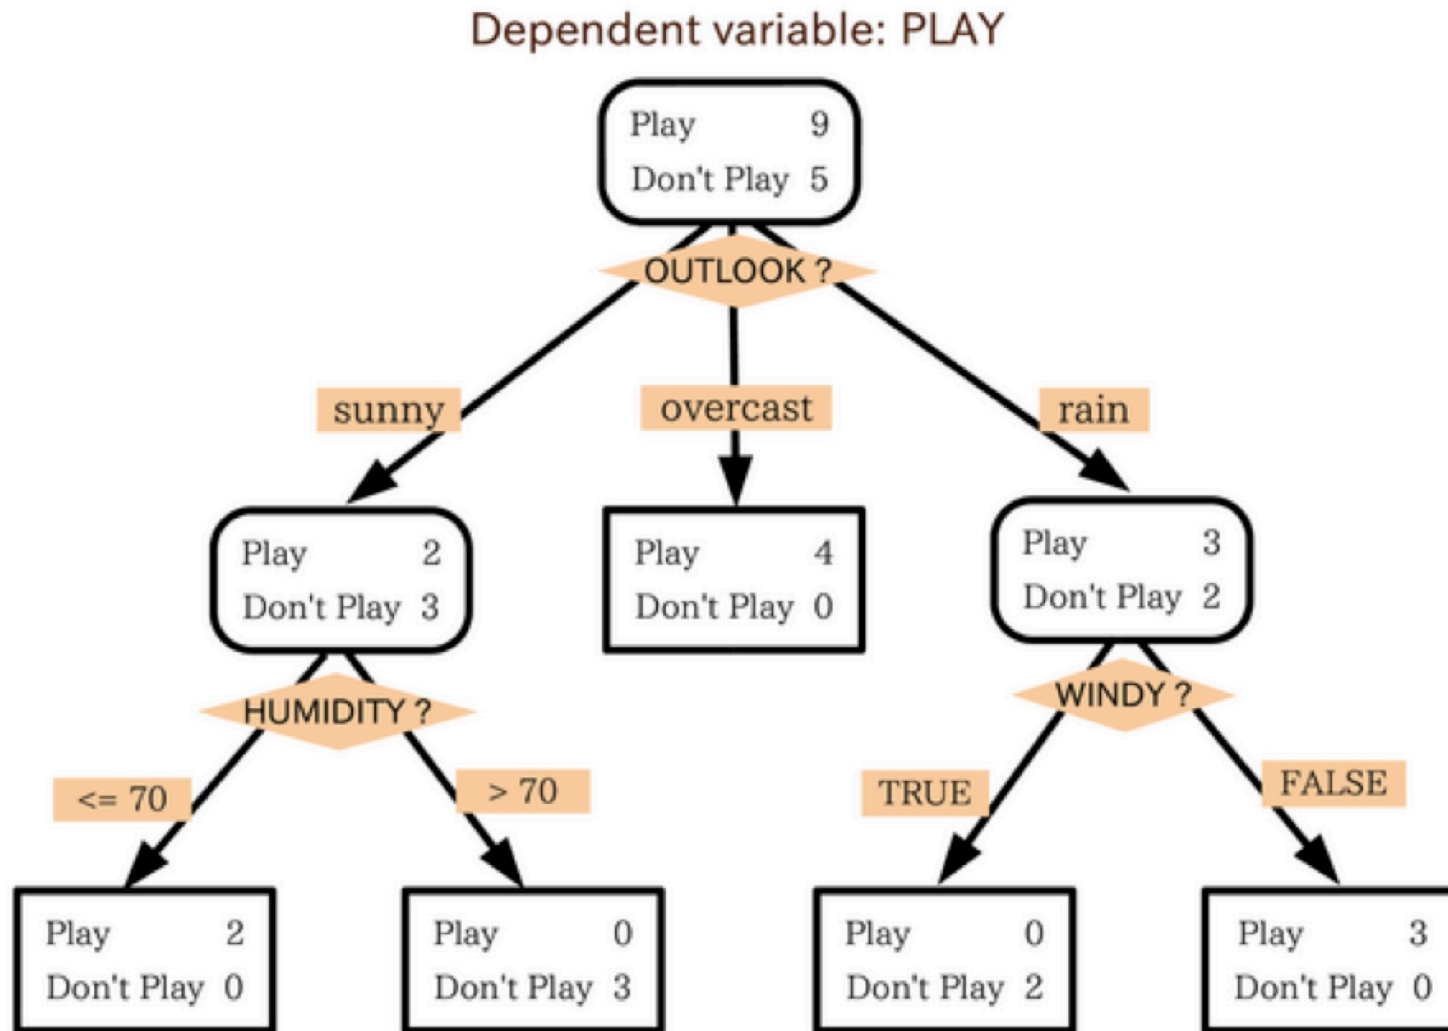 Dependent variable: PLAY
Play 9
Don't Play 5
OUTLOOK ?
sunny
overcast
rain
Play 2
Don't Play 3
Play 4
Don't Play 0
Play 3
Don't Play 2
HUMIDITY ?
WINDY ?
<= 70
> 70
TRUE
FALSE
Play 2
Don't Play 0
Play 0
Don't Play 3
Play 0
Don't Play 2
Play 3
Don't Play 0